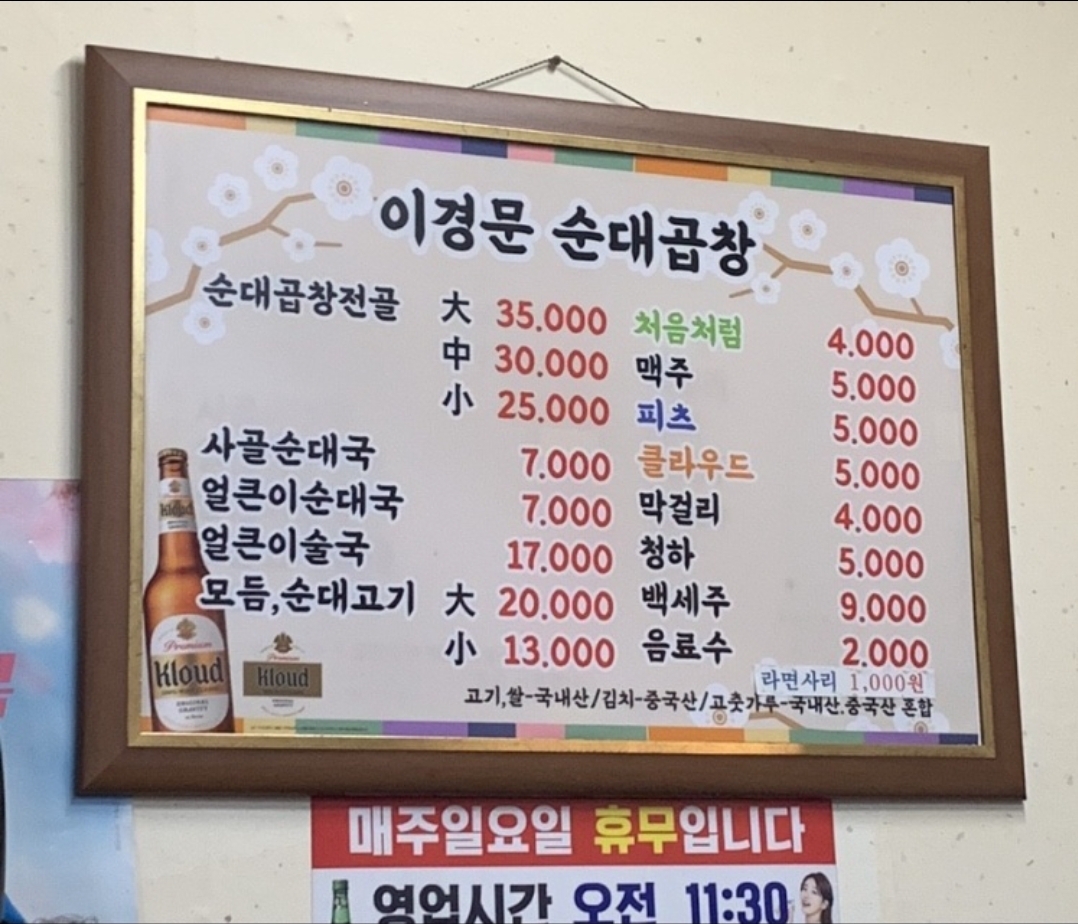 이경문 순대곱창
순대곱창전골 大 35.000
中 30.000
小 25.000
사골순대국 7.000
얼큰이순대국 7.000
얼큰이술국 17.000
모듬,순대고기 大 20.000
小 13.000
처음처럼 4.000
맥주 5.000
피츠 5.000
클라우드 5.000
막걸리 4.000
청하 5.000
백세주 9.000
음료수 2.000
라면사리 1,000원
고기,쌀-국내산/김치-중국산/고춧가루-국내산.중국산 혼합
Kloud
Premium
Kloud
ORIGINAL
GRAVITY
Premium
Kloud
매주일요일 휴무입니다
영업시간 오전 11:30